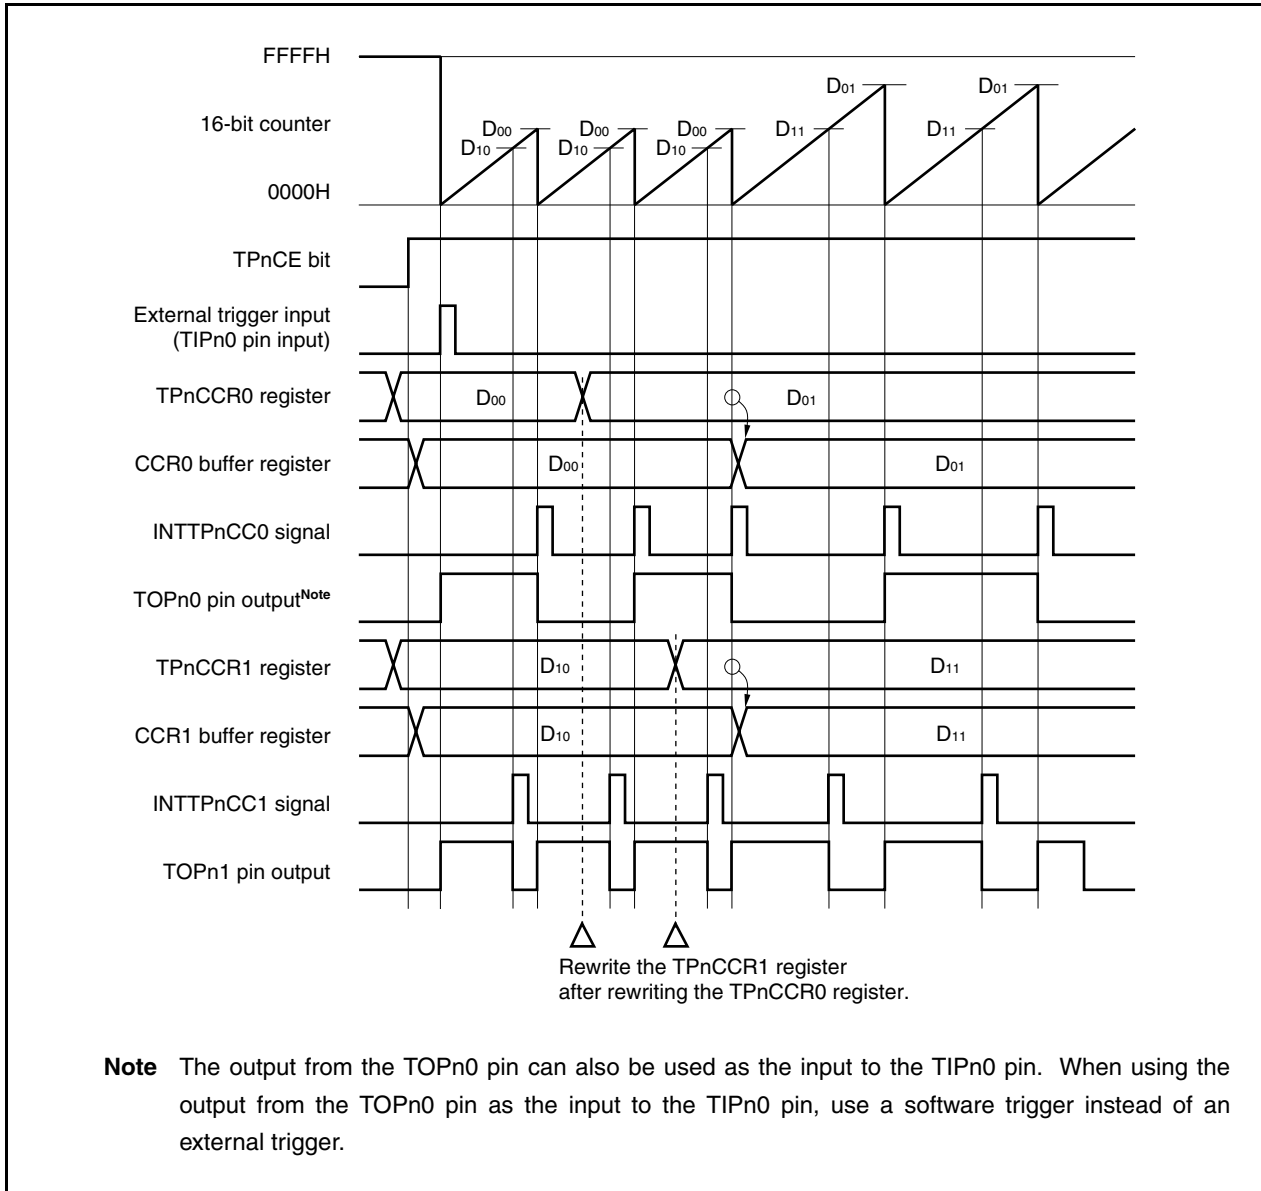 FFFFH
D01 D01
16-bit counter D00 D00 D00 D11 D11
D10 D10 D10
0000H
TPnCE bit
External trigger input
(TIPn0 pin input)
TPnCCR0 register D00 D01
CCR0 buffer register D00 D01
INTTPnCC0 signal
TOPn0 pin outputNote
TPnCCR1 register D10 D11
CCR1 buffer register D10 D11
INTTPnCC1 signal
TOPn1 pin output
Rewrite the TPnCCR1 register
after rewriting the TPnCCR0 register.
Note The output from the TOPn0 pin can also be used as the input to the TIPn0 pin. When using the
output from the TOPn0 pin as the input to the TIPn0 pin, use a software trigger instead of an
external trigger.